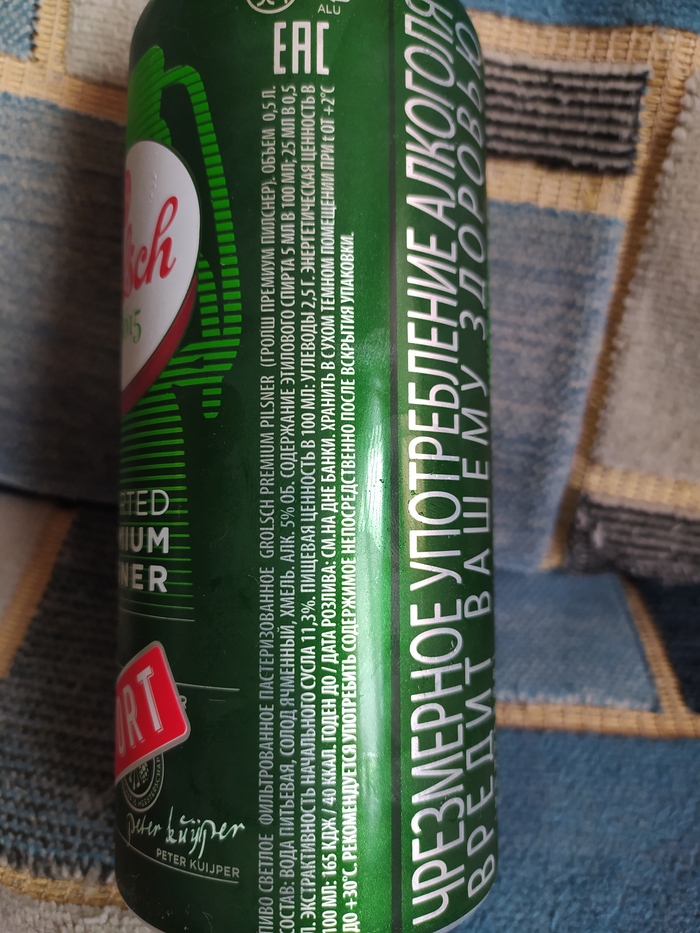 ALU
EAC
sch
RTED
MIUM
NER
ORT
Peter Kuijper
PETER KUIJPER
ПИВО СВЕТЛОЕ ФИЛЬТРОВАННОЕ ПАСТЕРИЗОВАННОЕ GROLSCH PREMIUM PILSNER (ГРОЛШ ПРЕМИУМ ПИЛСНЕР). ОБЪЕМ 0,5 Л.
СОСТАВ: ВОДА ПИТЬЕВАЯ, СОЛОД ЯЧМЕННЫЙ, ХМЕЛЬ. АЛК. 5% ОБ. СОДЕРЖАНИЕ ЭТИЛОВОГО СПИРТА 5 МЛ В 100 МЛ; 25 МЛ В 0,5
Л. ЭКСТРАКТИВНОСТЬ НАЧАЛЬНОГО СУСЛА 11,3%. ПИЩЕВАЯ ЦЕННОСТЬ В 100 МЛ: УГЛЕВОДЫ 2,5 Г. ЭНЕРГЕТИЧЕСКАЯ ЦЕННОСТЬ В
100 МЛ: 165 КДЖ / 40 ККАЛ. ГОДЕН ДО / ДАТА РОЗЛИВА: СМ. НА ДНЕ БАНКИ. ХРАНИТЬ В СУХОМ ТЕМНОМ ПОМЕЩЕНИИ ПРИ t ОТ +2°С
ДО +30°С. РЕКОМЕНДУЕТСЯ УПОТРЕБИТЬ СОДЕРЖИМОЕ НЕПОСРЕДСТВЕННО ПОСЛЕ ВСКРЫТИЯ УПАКОВКИ.
ЧРЕЗМЕРНОЕ УПОТРЕБЛЕНИЕ АЛКОГОЛЯ
ВРЕДИТ ВАШЕМУ ЗДОРОВЬЮ